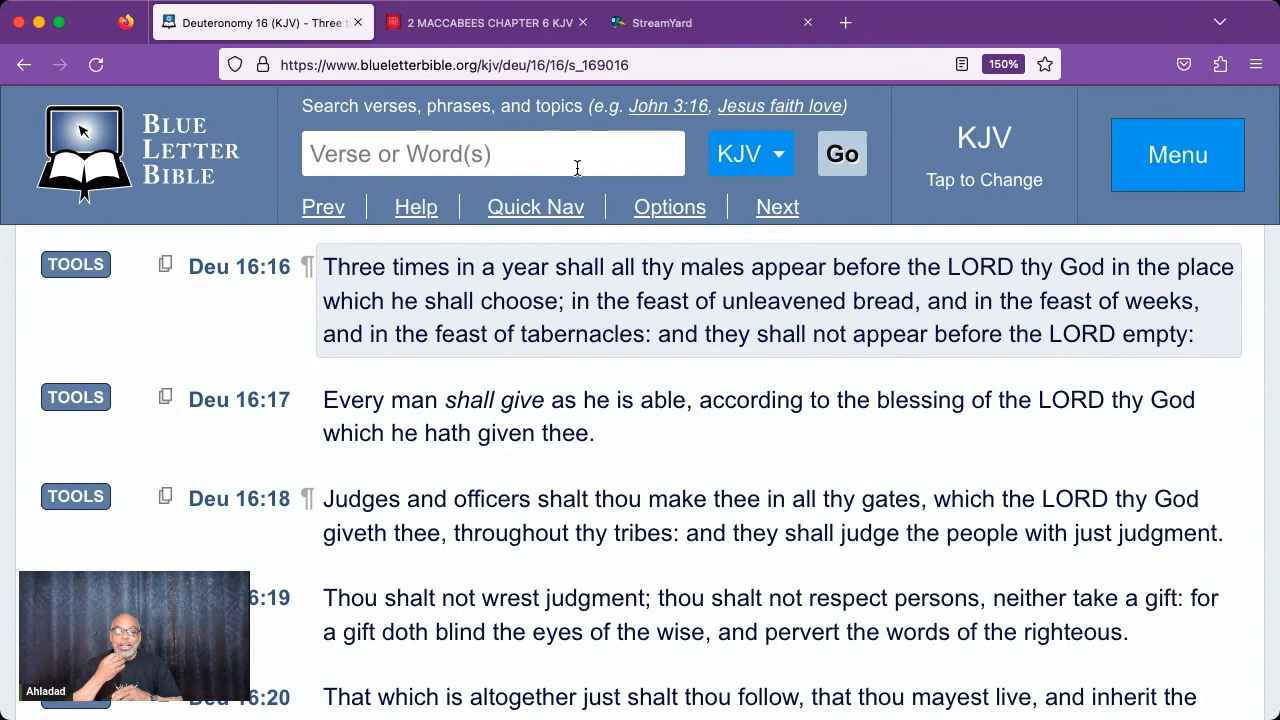 Deuteronomy 16 (KJV) - Three t
2 MACCABEES CHAPTER 6 KJV
StreamYard
https://www.blueletterbible.org/kjv/deu/16/16/s_169016
150%
BLUE
LETTER
BIBLE
Search verses, phrases, and topics (e.g. John 3:16, Jesus faith love)
Verse or Word(s)
KJV
Go
KJV
Tap to Change
Menu
Prev
Help
Quick Nav
Options
Next
TOOLS
Deu 16:16
¶ Three times in a year shall all thy males appear before the LORD thy God in the place
which he shall choose; in the feast of unleavened bread, and in the feast of weeks,
and in the feast of tabernacles: and they shall not appear before the LORD empty:
TOOLS
Deu 16:17
Every man shall give as he is able, according to the blessing of the LORD thy God
which he hath given thee.
TOOLS
Deu 16:18
¶ Judges and officers shalt thou make thee in all thy gates, which the LORD thy God
giveth thee, throughout thy tribes: and they shall judge the people with just judgment.
6:19
Thou shalt not wrest judgment; thou shalt not respect persons, neither take a gift: for
a gift doth blind the eyes of the wise, and pervert the words of the righteous.
Ahladad
6:20
That which is altogether just shalt thou follow, that thou mayest live, and inherit the